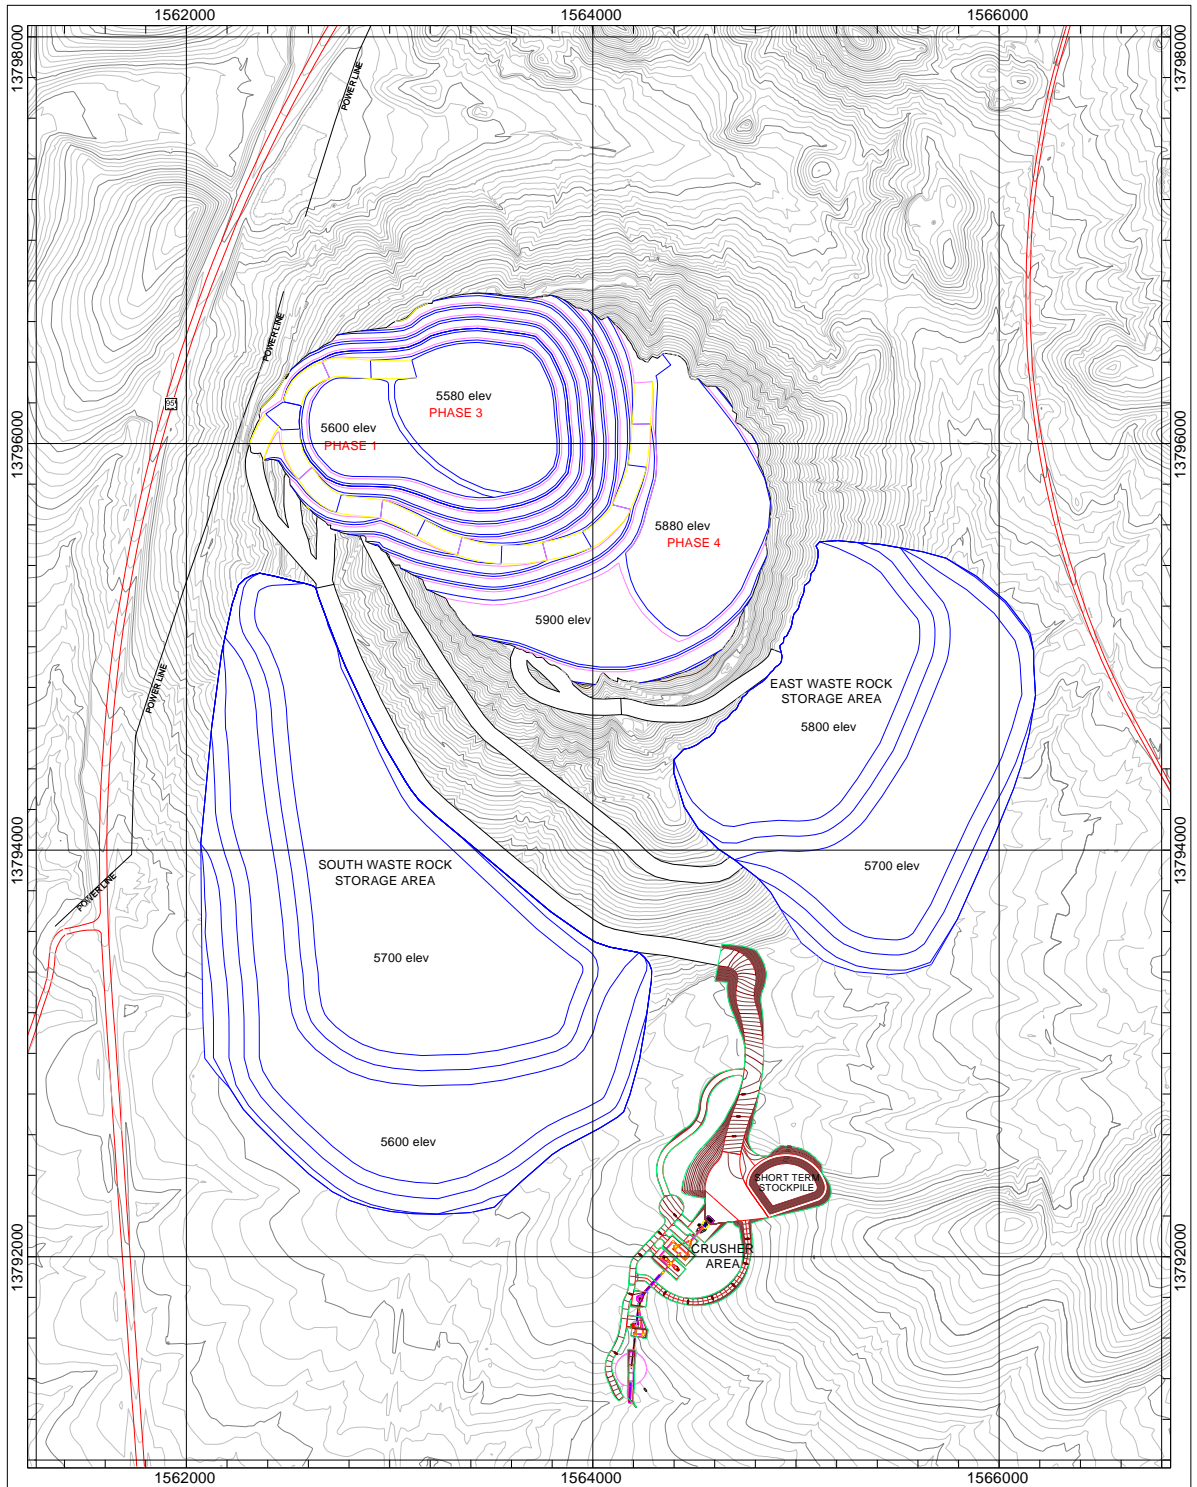 1562000
1564000
1566000
13798000
13798000
POWER LINE
POWER LINE
95
5580 elev
PHASE 3
5600 elev
PHASE 1
13796000
13796000
5880 elev
PHASE 4
5900 elev
POWER LINE
EAST WASTE ROCK
STORAGE AREA
5800 elev
13794000
13794000
SOUTH WASTE ROCK
STORAGE AREA
5700 elev
POWER LINE
5700 elev
5600 elev
SHORT TERM
STOCKPILE
13792000
13792000
CRUSHER
AREA
1562000
1564000
1566000